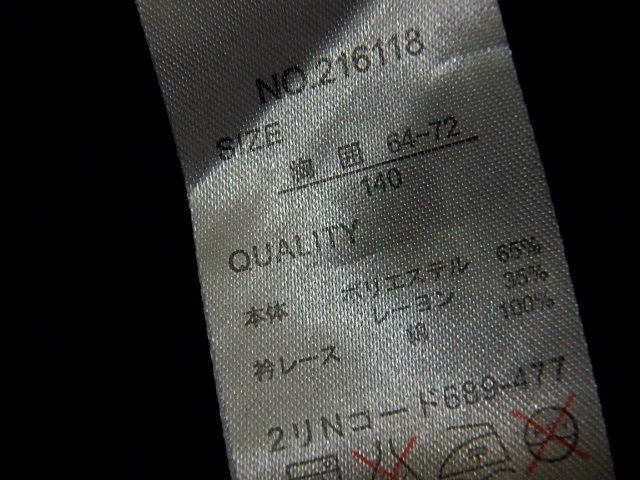 NO.216118
SIZE
胸囲 64-72
140
QUALITY
本体 ポリエステル 65%
レーヨン 35%
衿レース 綿 100%
2リNコード689-477